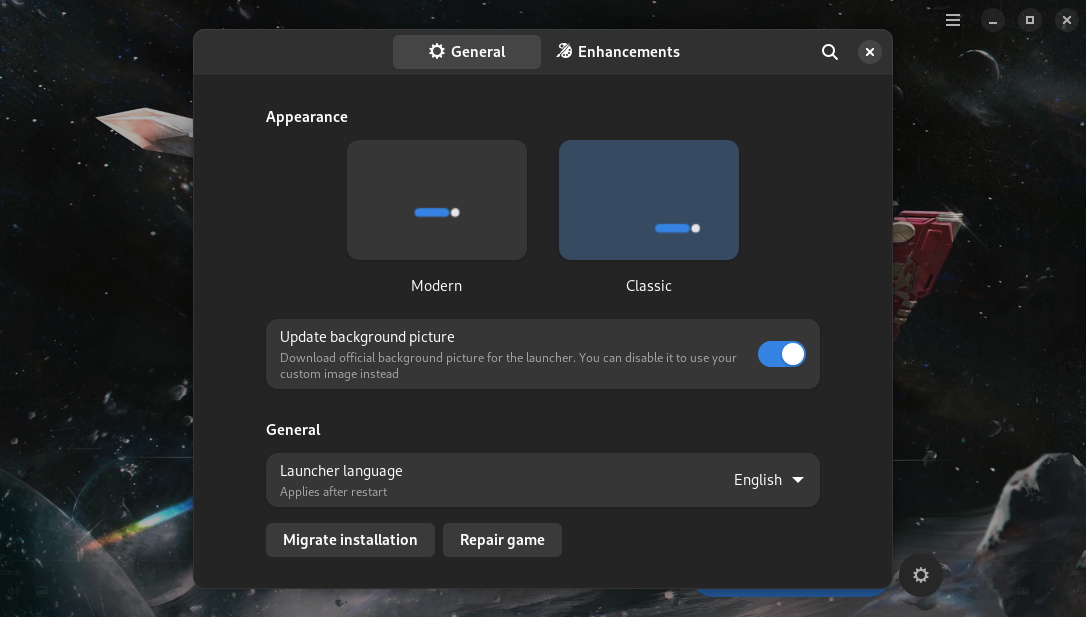 General
Enhancements
Appearance
Modern
Classic
Update background picture
Download official background picture for the launcher. You can disable it to use your
custom image instead
General
Launcher language
Applies after restart
English
Migrate installation
Repair game